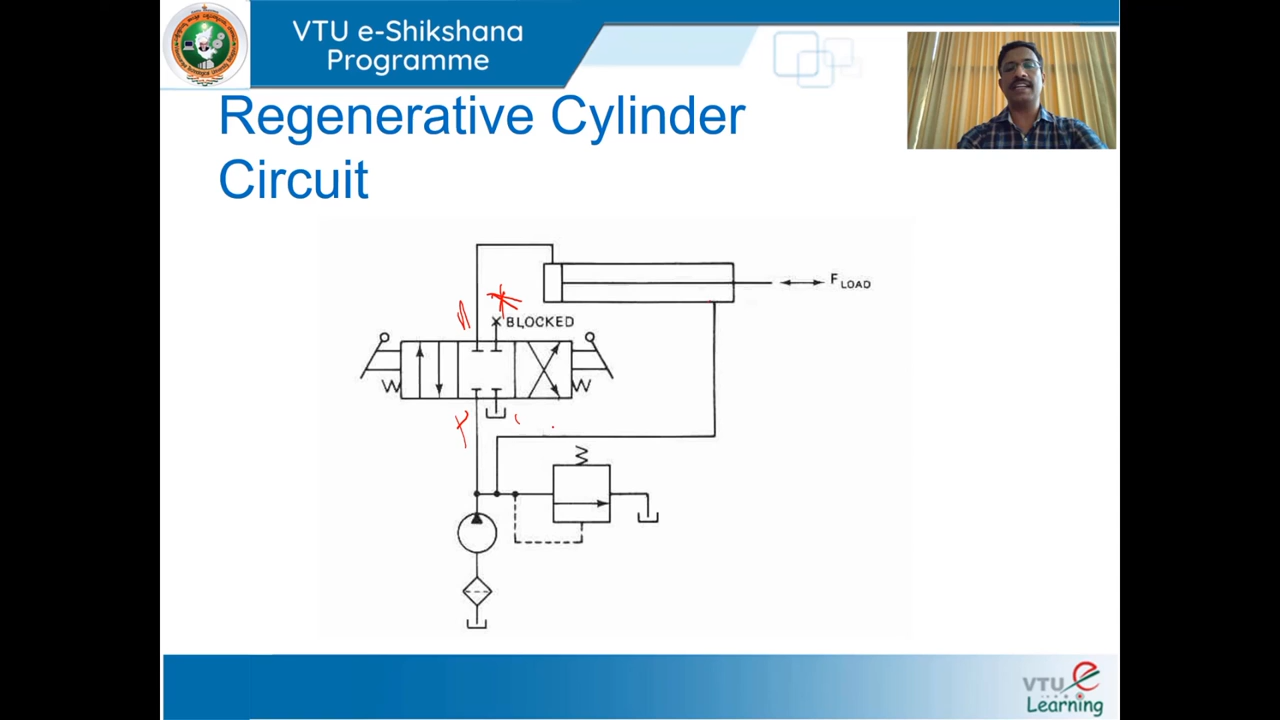 VTU e-Shikshana
Programme
Regenerative Cylinder
Circuit
F LOAD
A
BLOCKED
P
VTU e
Learning